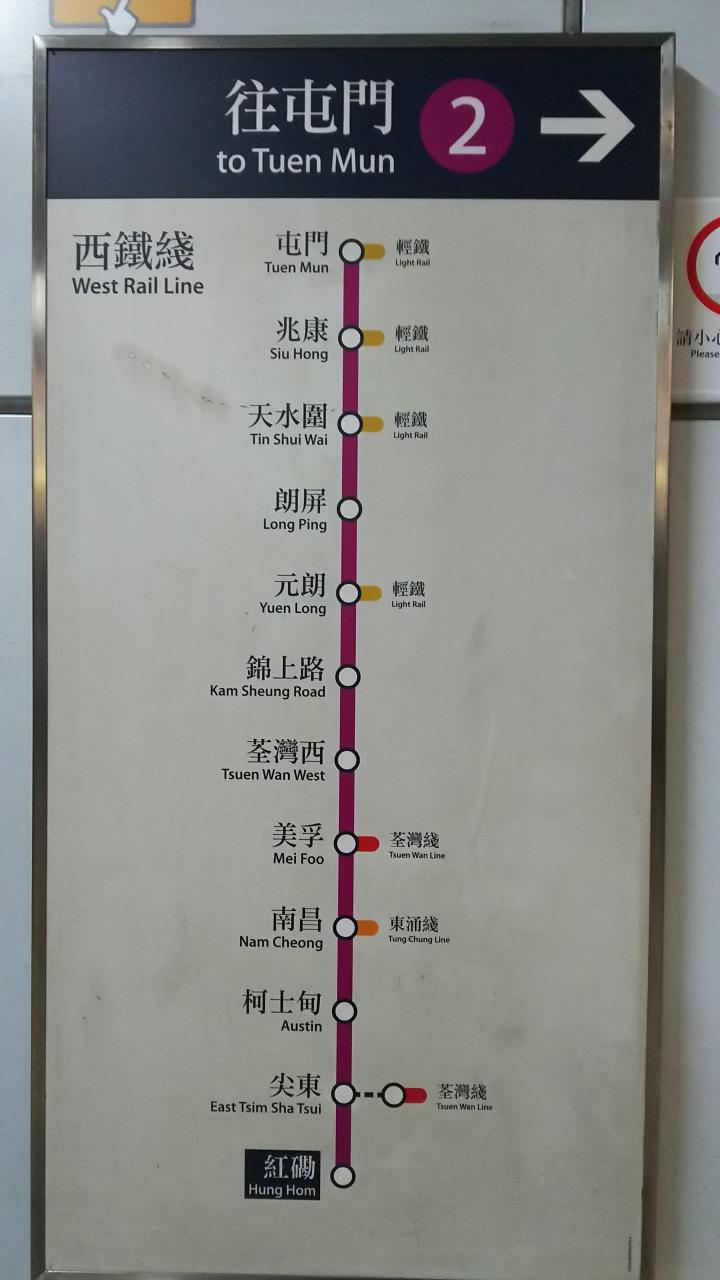 往屯門 2
to Tuen Mun
西鐵綫
West Rail Line
屯門 輕鐵
Tuen Mun Light Rail
兆康 輕鐵
Siu Hong Light Rail
天水圍 輕鐵
Tin Shui Wai Light Rail
朗屏
Long Ping
元朗 輕鐵
Yuen Long Light Rail
錦上路
Kam Sheung Road
荃灣西
Tsuen Wan West
美孚 荃灣綫
Mei Foo Tsuen Wan Line
南昌 東涌綫
Nam Cheong Tung Chung Line
柯士甸
Austin
尖東 荃灣綫
East Tsim Sha Tsui Tsuen Wan Line
紅磡
Hung Hom
請小心
Please